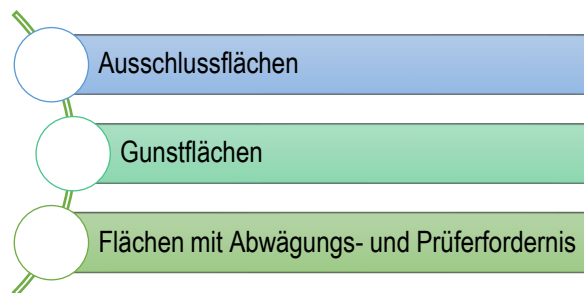 Ausschlussflächen
Gunstflächen
Flächen mit Abwägungs- und Prüferfordernis